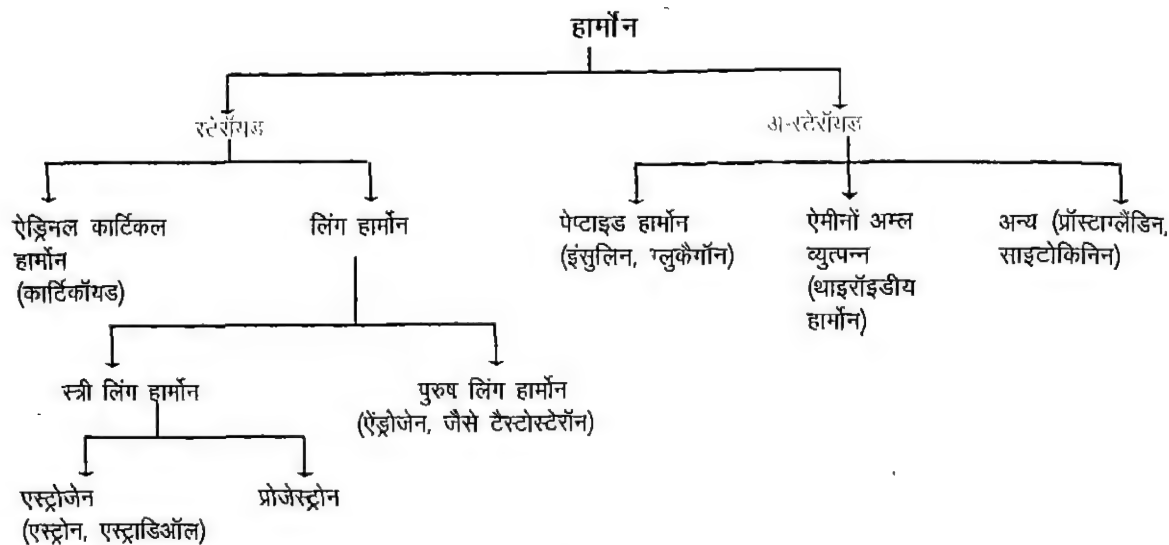 हार्मोन
स्टेरॉयड
अ-स्टेरॉयड
ऐड्रिनल कार्टिकल
हार्मोन
(कार्टिकॉयड)
लिंग हार्मोन
पेप्टाइड हार्मोन
(इंसुलिन, ग्लुकैगॉन)
ऐमीनों अम्ल
व्युत्पन्न
(थाइरॉइडीय
हार्मोन)
अन्य (प्रॉस्टाग्लैंडिन,
साइटोकिनिन)
स्त्री लिंग हार्मोन
पुरुष लिंग हार्मोन
(ऐंड्रोजेन, जैसे टैस्टोस्टेरॉन)
एस्ट्रोजेन
(एस्ट्रोन, एस्ट्राडिऑल)
प्रोजेस्ट्रोन